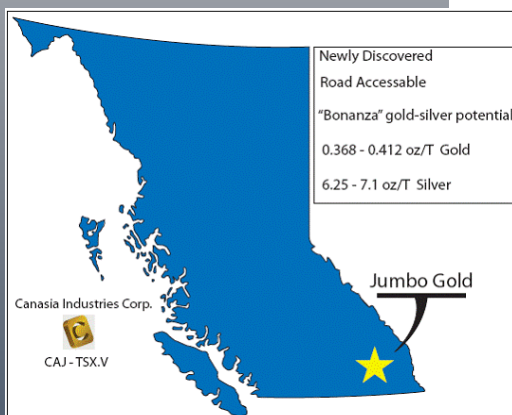 Newly Discovered
Road Accessable
"Bonanza" gold-silver potential
0.368 - 0.412 oz/T Gold
6.25 - 7.1 oz/T Silver
Jumbo Gold
Canasia Industries Corp.
C
CAJ - TSX.V